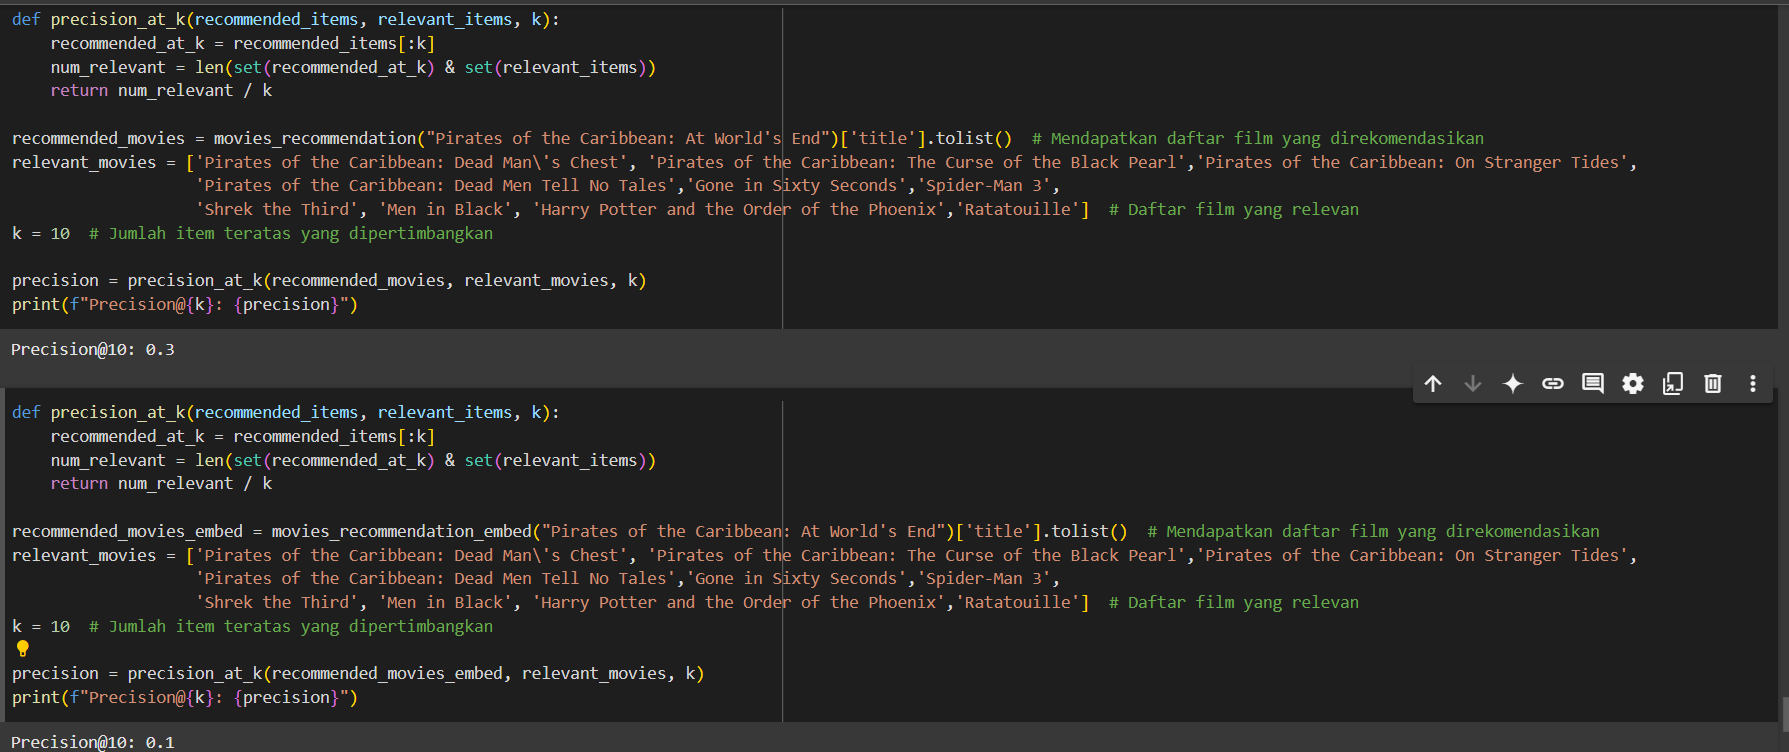 def precision_at_k(recommended_items, relevant_items, k):
    recommended_at_k = recommended_items[:k]
    num_relevant = len(set(recommended_at_k) & set(relevant_items))
    return num_relevant / k
recommended_movies = movies_recommendation("Pirates of the Caribbean: At World's End")['title'].tolist()  # Mendapatkan daftar film yang direkomendasikan
relevant_movies = ['Pirates of the Caribbean: Dead Man\'s Chest', 'Pirates of the Caribbean: The Curse of the Black Pearl','Pirates of the Caribbean: On Stranger Tides',
                   'Pirates of the Caribbean: Dead Men Tell No Tales','Gone in Sixty Seconds','Spider-Man 3',
                   'Shrek the Third', 'Men in Black', 'Harry Potter and the Order of the Phoenix','Ratatouille']  # Daftar film yang relevan
k = 10  # Jumlah item teratas yang dipertimbangkan
precision = precision_at_k(recommended_movies, relevant_movies, k)
print(f"Precision@{k}: {precision}")
Precision@10: 0.3
def precision_at_k(recommended_items, relevant_items, k):
    recommended_at_k = recommended_items[:k]
    num_relevant = len(set(recommended_at_k) & set(relevant_items))
    return num_relevant / k
recommended_movies_embed = movies_recommendation_embed("Pirates of the Caribbean: At World's End")['title'].tolist()  # Mendapatkan daftar film yang direkomendasikan
relevant_movies = ['Pirates of the Caribbean: Dead Man\'s Chest', 'Pirates of the Caribbean: The Curse of the Black Pearl','Pirates of the Caribbean: On Stranger Tides',
                   'Pirates of the Caribbean: Dead Men Tell No Tales','Gone in Sixty Seconds','Spider-Man 3',
                   'Shrek the Third', 'Men in Black', 'Harry Potter and the Order of the Phoenix','Ratatouille']  # Daftar film yang relevan
k = 10  # Jumlah item teratas yang dipertimbangkan
precision = precision_at_k(recommended_movies_embed, relevant_movies, k)
print(f"Precision@{k}: {precision}")
Precision@10: 0.1